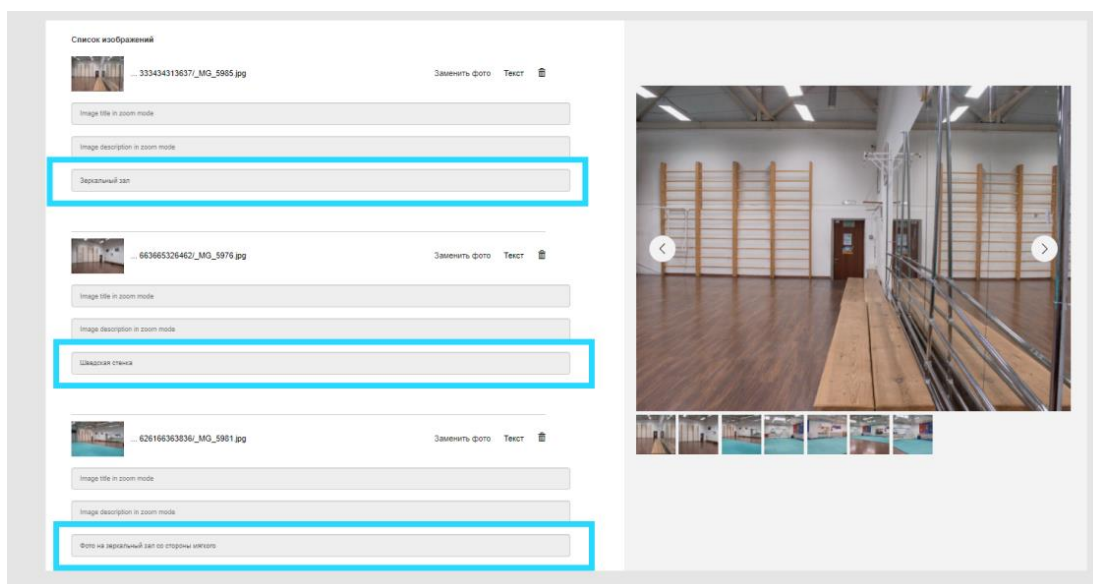 Список изображений
... 333434313637/_MG_5985.jpg Заменить фото Текст
Image title in zoom mode
Image description in zoom mode
Зеркальный зал
... 663665326462/_MG_5976.jpg Заменить фото Текст
Image title in zoom mode
Image description in zoom mode
Шведская стенка
... 626166363836/_MG_5981.jpg Заменить фото Текст
Image title in zoom mode
Image description in zoom mode
Фото на зеркальный зал со стороны мягкого